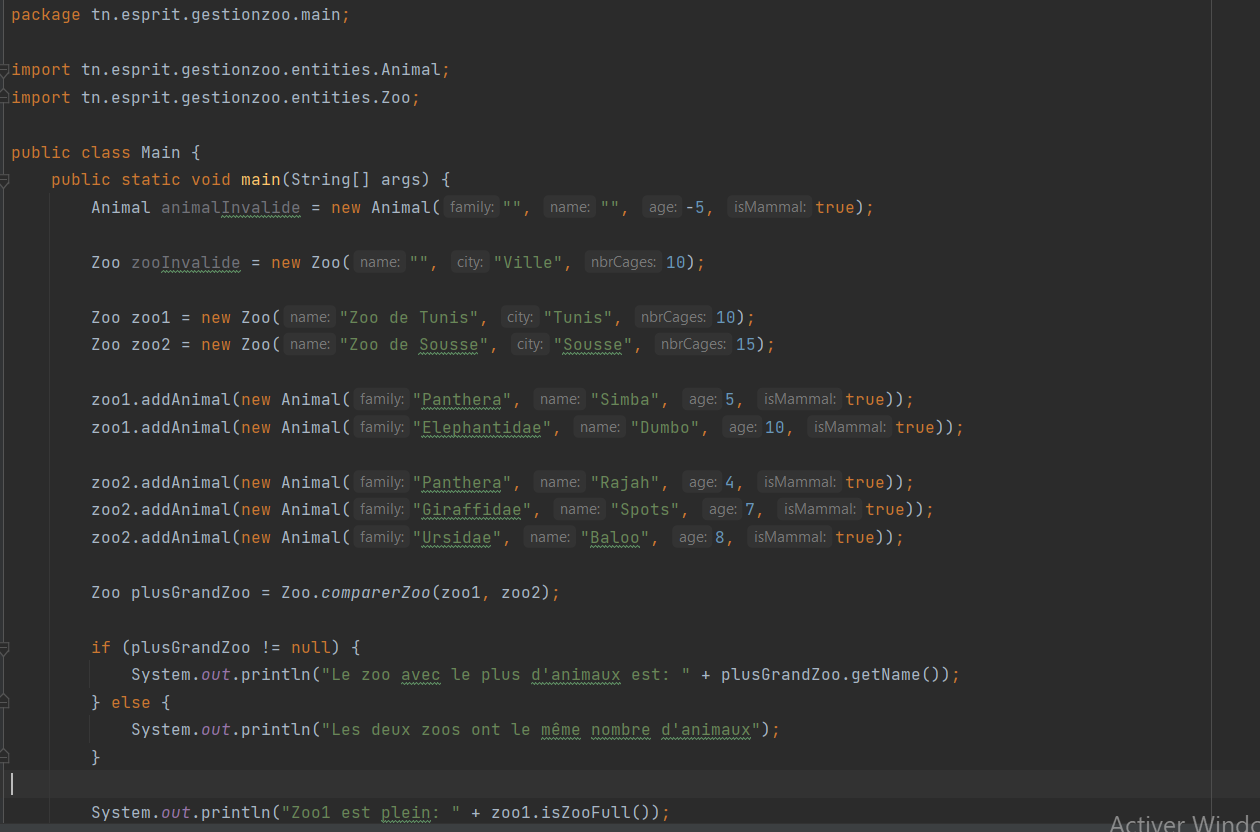 package tn.esprit.gestionzoo.main;
import tn.esprit.gestionzoo.entities.Animal;
import tn.esprit.gestionzoo.entities.Zoo;
public class Main {
public static void main(String[] args) {
Animal animalInvalide = new Animal( family: "", name: "", age: -5, isMammal: true);
Zoo zooInvalide = new Zoo( name: "", city: "Ville", nbrCages: 10);
Zoo zoo1 = new Zoo( name: "Zoo de Tunis", city: "Tunis", nbrCages: 10);
Zoo zoo2 = new Zoo( name: "Zoo de Sousse", city: "Sousse", nbrCages: 15);
zoo1.addAnimal(new Animal( family: "Panthera", name: "Simba", age: 5, isMammal: true));
zoo1.addAnimal(new Animal( family: "Elephantidae", name: "Dumbo", age: 10, isMammal: true));
zoo2.addAnimal(new Animal( family: "Panthera", name: "Rajah", age: 4, isMammal: true));
zoo2.addAnimal(new Animal( family: "Giraffidae", name: "Spots", age: 7, isMammal: true));
zoo2.addAnimal(new Animal( family: "Ursidae", name: "Baloo", age: 8, isMammal: true));
Zoo plusGrandZoo = Zoo.comparerZoo(zoo1, zoo2);
if (plusGrandZoo != null) {
System.out.println("Le zoo avec le plus d'animaux est: " + plusGrandZoo.getName());
} else {
System.out.println("Les deux zoos ont le même nombre d'animaux");
}
System.out.println("Zoo1 est plein: " + zoo1.isZooFull());
Activer